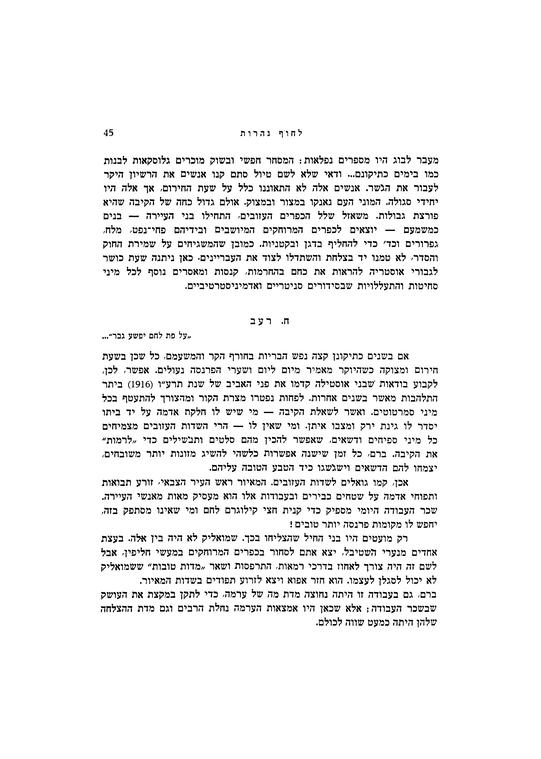 45
לחוף נהרות
מעבר לבוג היו מספרים נפלאות: המסחר חפשי ובשוק מוכרים גלוסקאות לבנות
כמו בימים כתיקונם... ודאי שלא לשם טיול סתם קנו אנשים את הרשיון היקר
לעבור את הגשר. אנשים אלה לא התאוננו כלל על שעת החירום, אך אלה היו
יחידי סגולה. המוני העם נאנקו במצור ובמצוק. אולם גדול כחה של הקיבה שהיא
פורצת גבולות. משאזל שלל הכפרים העזובים, התחילו בני העיירה — בנים
כמשמעם — יוצאים לכפרים המרוחקים המיושבים ובידיהם פחי־נפט, מלח,
גפרורים וכד׳ כדי להחליף בדגן ובקטניות. כמובן שהמשגיחים על שמירת החוק
והסדר, לא טמנו יד בצלחת והשתדלו לצוד את העבריינים. כאן ניתנה שעת כושר
לגבורי אוסטריה להראות את כחם בהחרמות, קנסות ומאסרים נוסף לכל מיני
סחיטות והתעללויות שבסידורים סניטריים ואדמיניסטרטיביים.
ח. רעב
„על פת לחם יפשע גבר״...
אם בשנים כתיקונן קצה נפש הבריות בחורף הקר והמשעמם, כל שכן בשעת
חירום ומצוקה כשהיוקר מאמיר מיום ליום ושערי הפרנסה נעולים. אפשר, לכן,
לקבוע בודאות שבני אוסטילה קדמו את פני האביב של שנת תרע״ו (1916) ביתר
התלהבות מאשר בשנים אחרות. לפחות נפטרו מצרת הקור ומהצורך להתעטף בכל
מיני סמרטוטים. ואשר לשאלת הקיבה — מי שיש לו חלקת אדמה על יד ביתו
יסדר לו גינת ירק ומצבו איתן. ומי שאין לו — הרי השדות העזובים מצמיחים
כל מיני ספיחים ודשאים, שאפשר להכין מהם סלטים ותבשילים כדי „לרמות״
את הקיבה. ברם, כל זמן שישנה אפשרות כלשהי להשיג מזונות יותר משובחים,
יצמחו להם הדשאים וישגשגו כיד הטבע הטובה עליהם.
אכן, קמו גואלים לשדות העזובים. המאיור ראש העיר הצבאי, זורע תבואות
ותפוחי אדמה על שטחים כבירים ובעבודות אלו הוא מעסיק מאות מאנשי העיירה.
שכר העבודה היומי מספיק כדי קנית חצי קילוגרם לחם ומי שאינו מסתפק בזה,
יחפש לו מקומות פרנסה יותר טובים!
רק מועטים היו בני החיל שהצליחו בכך. שמואליק לא היה בין אלה. בעצת
אחדים מנערי השטיבל, יצא אתם לסחור בכפרים המרוחקים במעשי חליפין, אבל
לשם זה היה צורך לאחוז בדרכי רמאות, התרפסות ושאר „מדות טובות״ ששמואליק
לא יכול לסגלן לעצמו. הוא חזר אפוא ויצא לזרוע תפודים בשדות המאיור.
ברם, גם בעבודה זו היתה נחוצה מדת מה של ערמה, כדי לתקן במקצת את העושק
שבשכר העבודה; אלא שכאן היו אמצאות הערמה נחלת הרבים וגם מדת ההצלחה
שלהן היתה כמעט שווה לכולם.